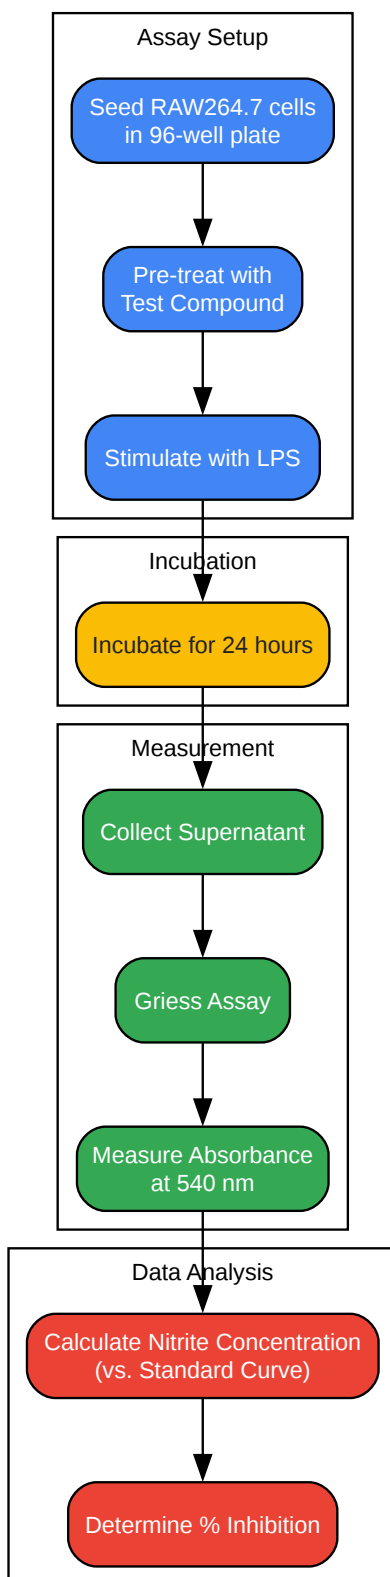 Assay Setup
Seed RAW264.7 cells
in 96-well plate
Pre-treat with
Test Compound
Stimulate with LPS
Incubation
Incubate for 24 hours
Measurement
Collect Supernatant
Griess Assay
Measure Absorbance
at 540 nm
Data Analysis
Calculate Nitrite Concentration
(vs. Standard Curve)
Determine % Inhibition